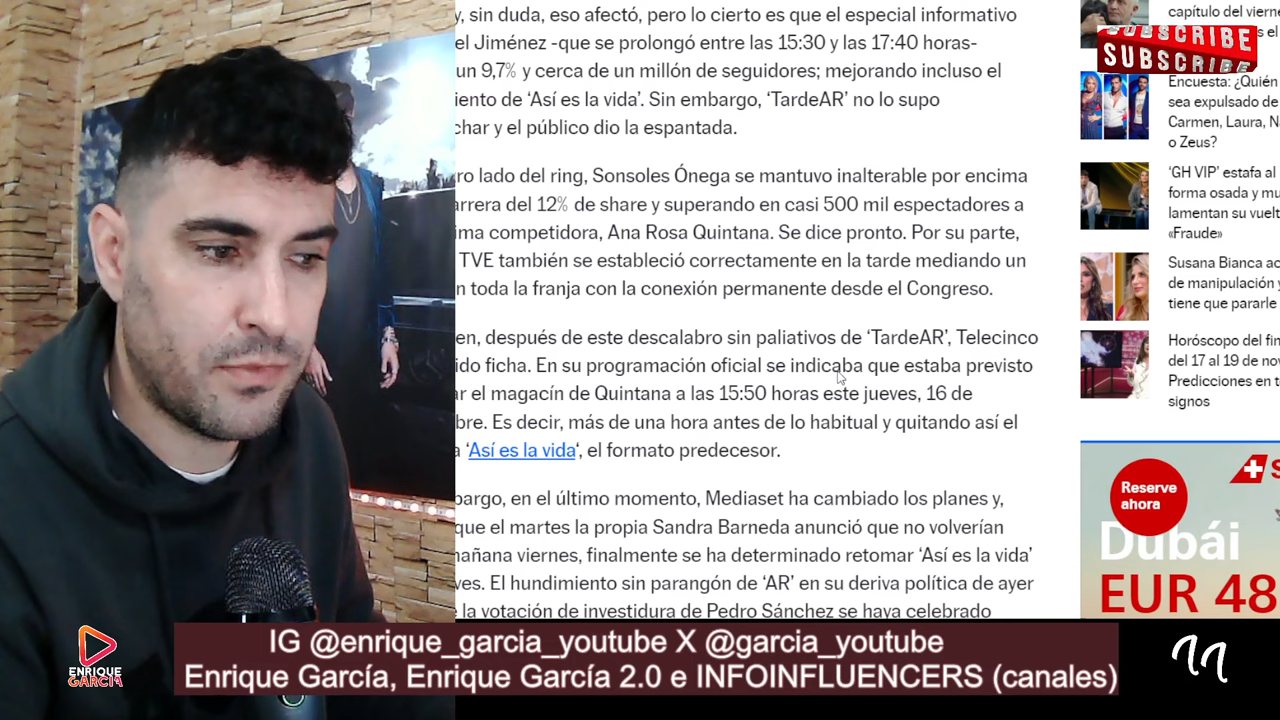 y, sin duda, eso afectó, pero lo cierto es que el especial informativo
el Jiménez -que se prolongó entre las 15:30 y las 17:40 horas-
un 9,7% y cerca de un millón de seguidores; mejorando incluso el
iento de ‘Así es la vida’. Sin embargo, ‘TardeAR’ no lo supo
char y el público dio la espantada.
ro lado del ring, Sonsoles Ónega se mantuvo inalterable por encima
arrera del 12% de share y superando en casi 500 mil espectadores a
ima competidora, Ana Rosa Quintana. Se dice pronto. Por su parte,
TVE también se estableció correctamente en la tarde mediando un
n toda la franja con la conexión permanente desde el Congreso.
en, después de este descalabro sin paliativos de ‘TardeAR’, Telecinco
ido ficha. En su programación oficial se indicaba que estaba previsto
ar el magacín de Quintana a las 15:50 horas este jueves, 16 de
bre. Es decir, más de una hora antes de lo habitual y quitando así el
a ‘Así es la vida‘, el formato predecesor.
bargo, en el último momento, Mediaset ha cambiado los planes y,
que el martes la propia Sandra Barneda anunció que no volverían
mañana viernes, finalmente se ha determinado retomar ‘Así es la vida’
ves. El hundimiento sin parangón de ‘AR’ en su deriva política de ayer
la votación de investidura de Pedro Sánchez se haya celebrado
capítulo del vierne
s el
SUBSCRIBE
SUBSCRIBE
Encuesta: ¿Quién
sea expulsado de
Carmen, Laura, Na
o Zeus?
‘GH VIP’ estafa al
forma osada y mu
lamentan su vuelt
«Fraude»
Susana Bianca ac
de manipulación y
tiene que pararle
Horóscopo del fin
del 17 al 19 de nov
Predicciones en t
signos
Reserve
ahora
S
Dubái
EUR 48
ENRIQUE
GARCÍA
IG @enrique_garcia_youtube X @garcia_youtube
Enrique García, Enrique García 2.0 e INFOINFLUENCERS (canales)